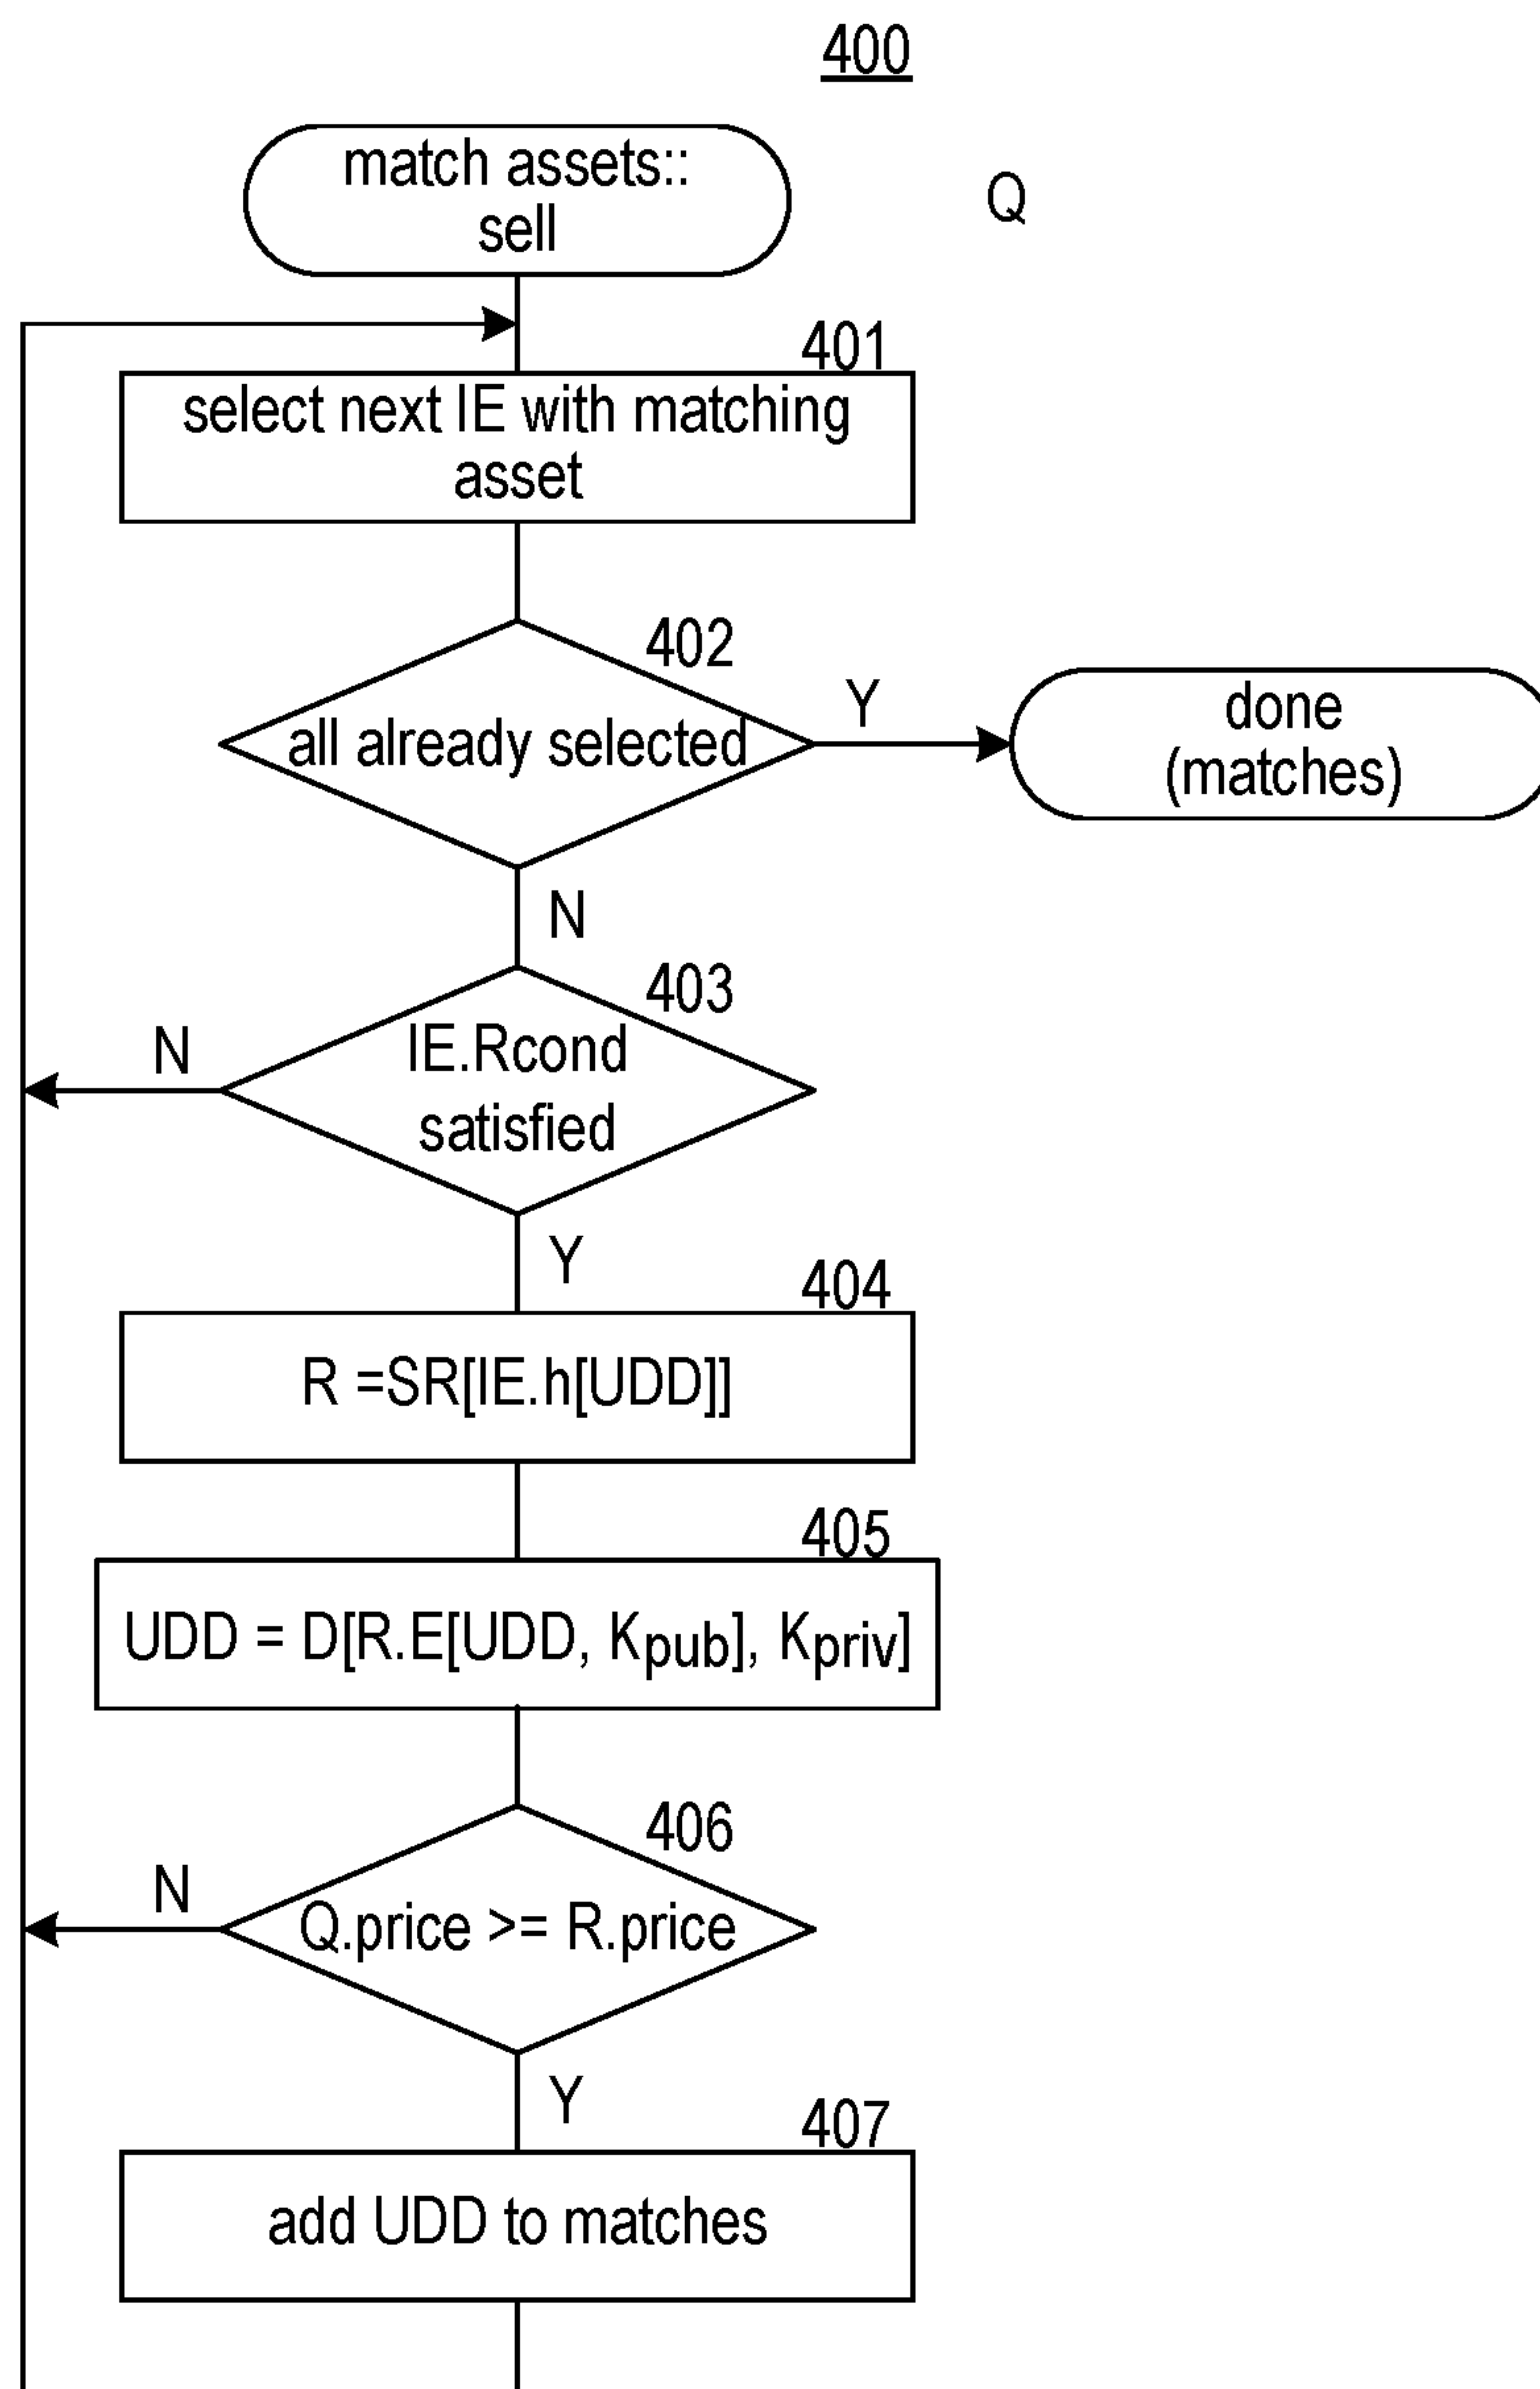 400
match assets::
sell
Q
401
select next IE with matching
asset
402
all already selected
Y
done
(matches)
N
403
N
IE.Rcond
satisfied
Y
404
R =SR[IE.h[UDD]]
405
UDD = D[R.E[UDD, Kpub], Kpriv]
406
N
Q.price >= R.price
Y
407
add UDD to matches